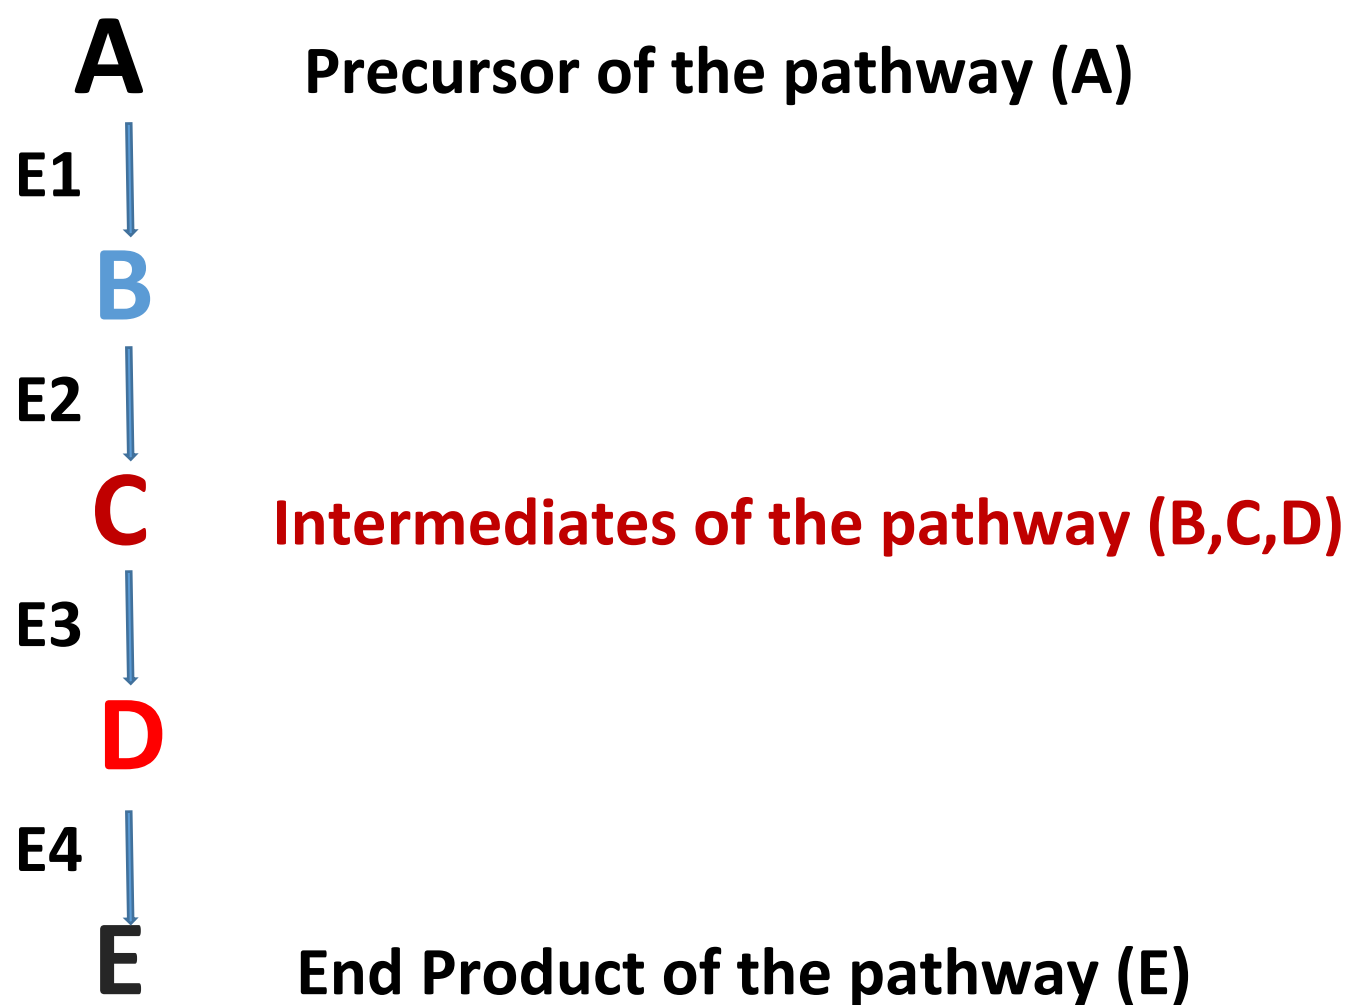 A Precursor of the pathway (A)
E1
B
E2
C Intermediates of the pathway (B,C,D)
E3
D
E4
E End Product of the pathway (E)